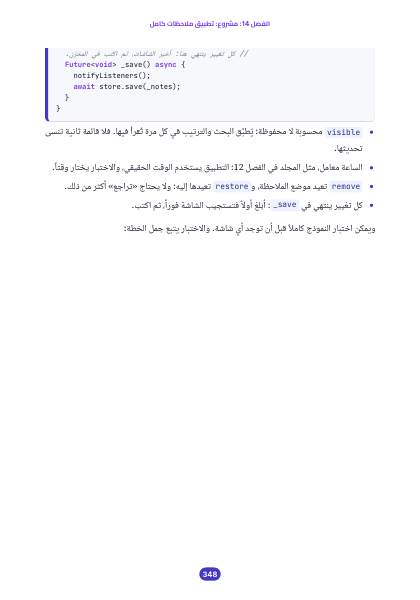 الفصل 14: مشروع: تطبيق ملاحظات كامل
// كل تغيير ينتهي هنا: أخبر الشاشات، ثم اكتب في المخزن.
Future<void> _save() async {
notifyListeners();
await store.save(_notes);
}
}
visible محسوبة لا محفوظة: يُطبَّق البحث والترتيب في كل مرة تُقرأ فيها. فلا قائمة ثانية تنسى
تحديثها.
الساعة معامل، مثل المجلد في الفصل 12: التطبيق يستخدم الوقت الحقيقي، والاختبار يختار وقتاً.
remove تعيد موضع الملاحظة، و restore تعيدها إليه: ولا يحتاج «تراجع» أكثر من ذلك.
كل تغيير ينتهي في _save : أبلغ أولاً فتستجيب الشاشة فوراً، ثم اكتب.
ويمكن اختبار النموذج كاملاً قبل أن توجد أي شاشة. والاختبار يتبع جمل الخطة:
348